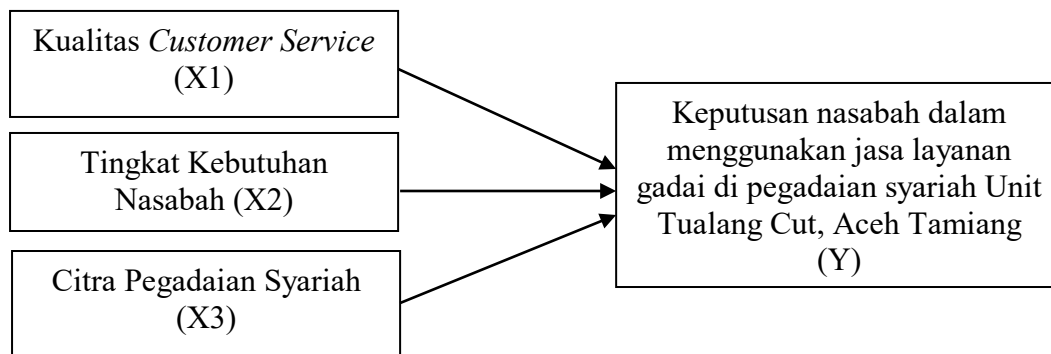 Kualitas Customer Service
(X1)
Tingkat Kebutuhan
Nasabah (X2)
Citra Pegadaian Syariah
(X3)
Keputusan nasabah dalam
menggunakan jasa layanan
gadai di pegadaian syariah Unit
Tualang Cut, Aceh Tamiang
(Y)